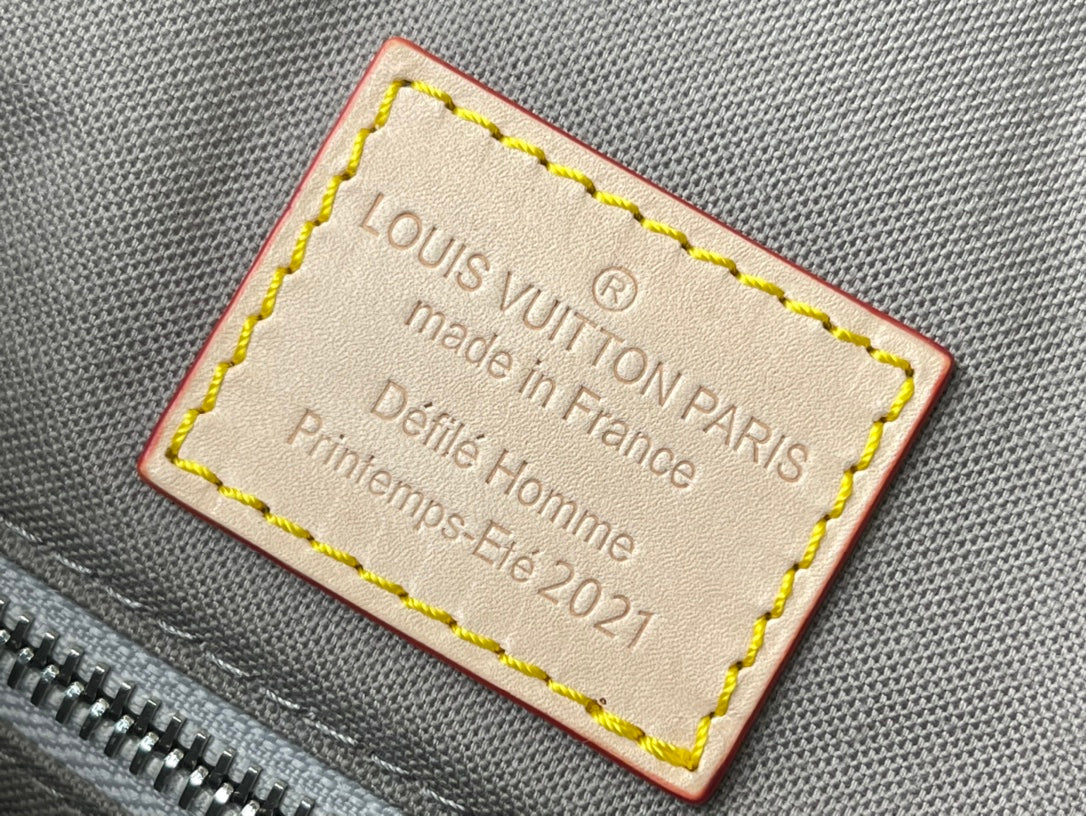 ®
LOUIS VUITTON PARIS
made in France
Défilé Homme
Printemps-Eté 2021